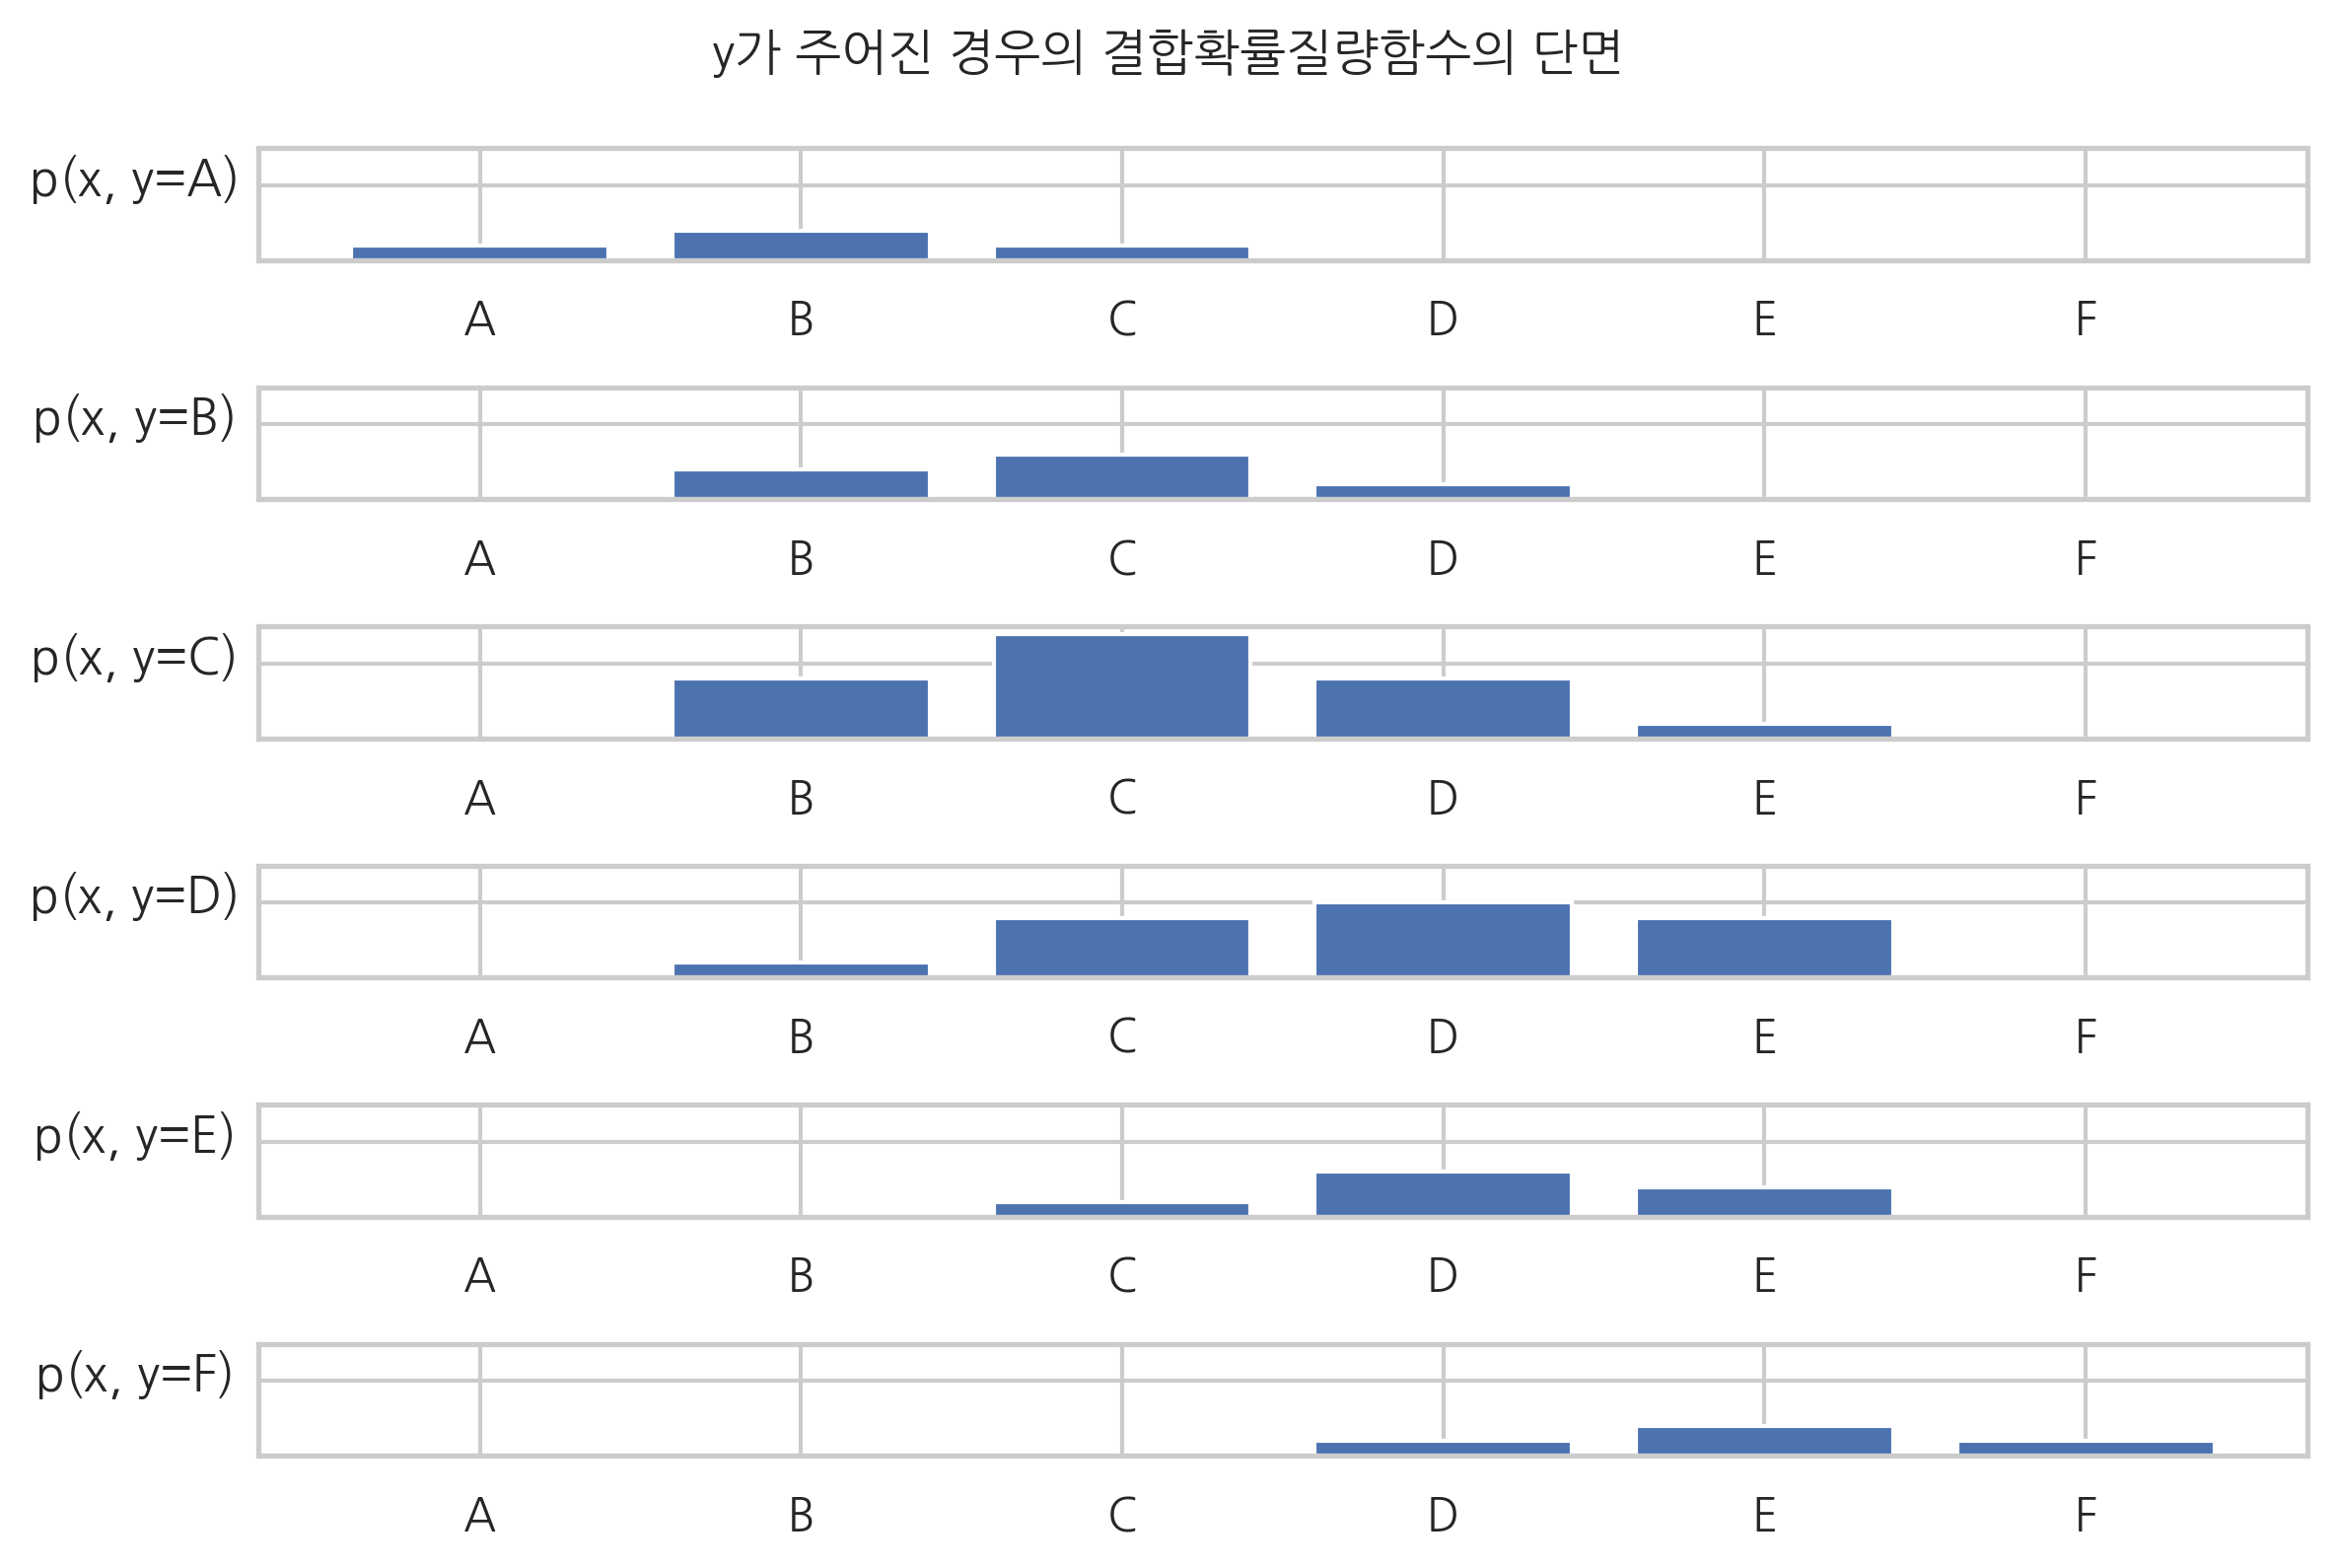 y가 주어진 경우의 결합확률질량함수의 단면
p(x, y=A)
A B C D E F
p(x, y=B)
A B C D E F
p(x, y=C)
A B C D E F
p(x, y=D)
A B C D E F
p(x, y=E)
A B C D E F
p(x, y=F)
A B C D E F